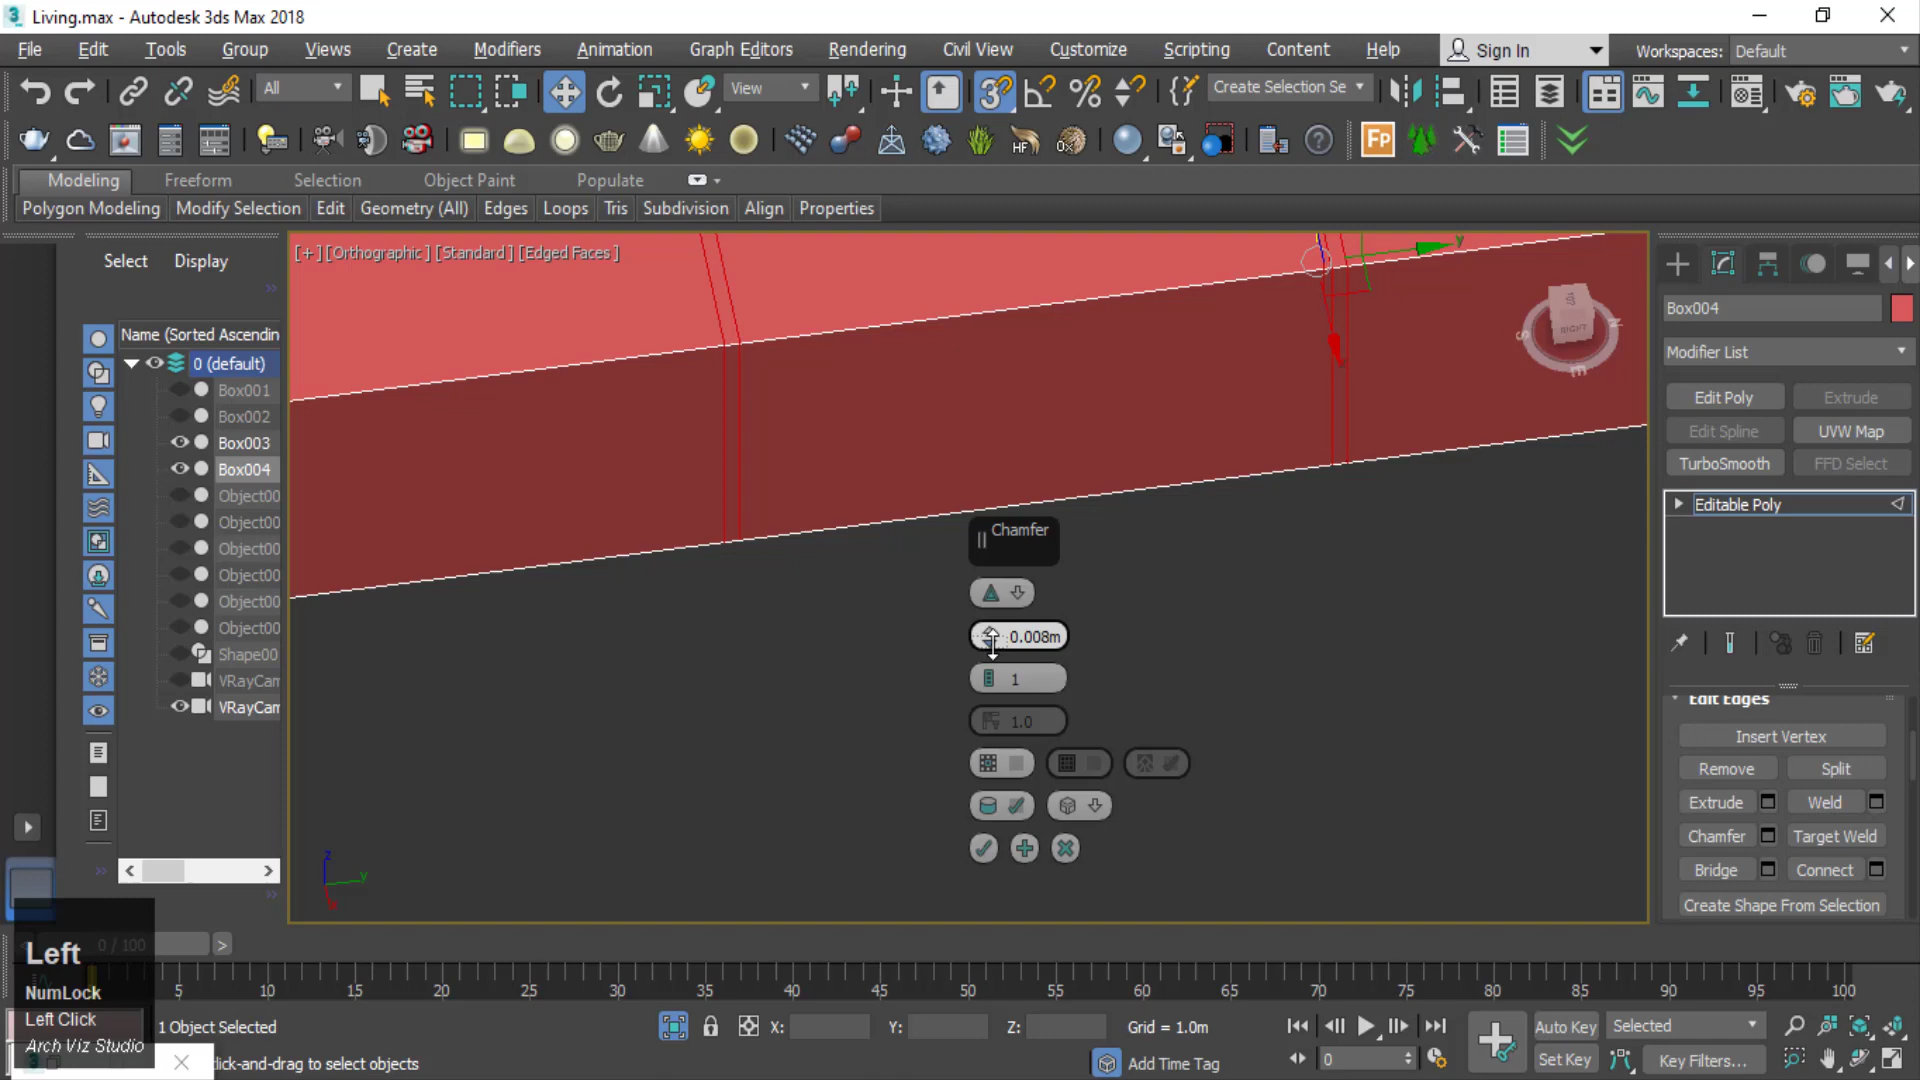 Living.max - Autodesk 3ds Max 2018
File Edit Tools Group Views Create Modifiers Animation Graph Editors Rendering Civil View Customize Scripting Content Help Sign In Workspaces: Default
All View Create Selection Se
Fp
Modeling Freeform Selection Object Paint Populate
Polygon Modeling Modify Selection Edit Geometry (All) Edges Loops Tris Subdivision Align Properties
Select Display
[+][Orthographic][Standard][Edged Faces]
Name (Sorted Ascendin
0 (default)
Box001
Box002
Box003
Box004
Object00
Object00
Object00
Object00
Object00
Object00
Shape00
VRayCam
VRayCam
y
RIGHT
Chamfer
0.008m
1
1.0
z
y
Box004
Modifier List
Edit Poly Extrude
Edit Spline UVW Map
TurboSmooth FFD Select
Editable Poly
Edit Edges
Insert Vertex
Remove Split
Extrude Weld
Chamfer Target Weld
Bridge Connect
Create Shape From Selection
0 / 100 >
5 10 15 20 25 30 35 40 45 50 55 60 65 70 75 80 85 90 95 100
Left
NumLock
Left Click
Arch Viz Studio
1 Object Selected X: Y: Z: Grid = 1.0m Auto Key Selected
click-and-drag to select objects Add Time Tag 0 Set Key Key Filters...